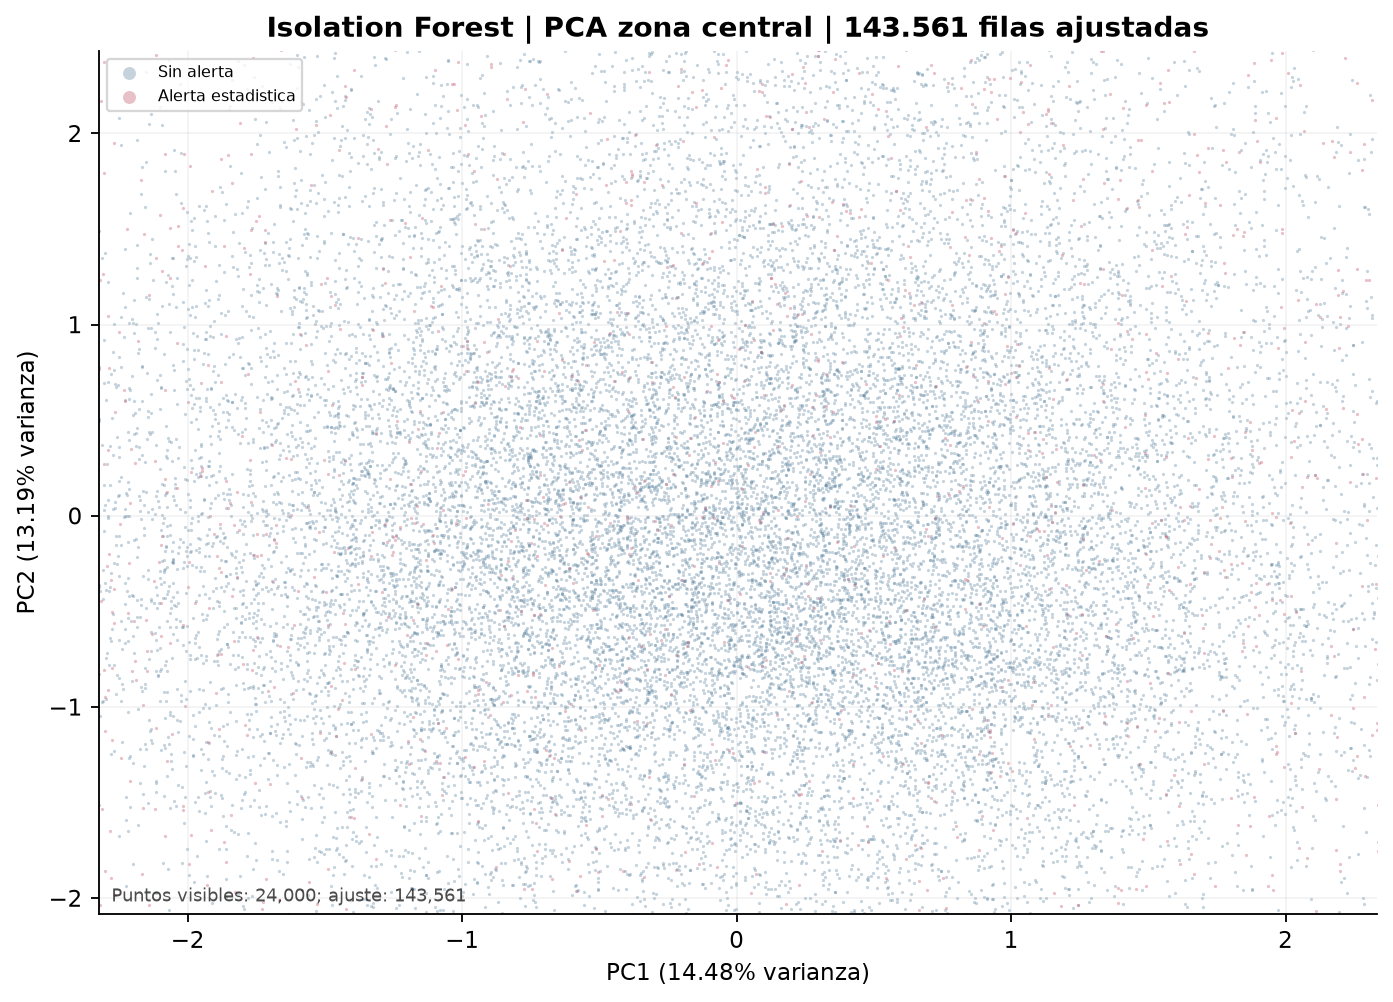 Isolation Forest | PCA zona central | 143.561 filas ajustadas
Sin alerta
Alerta estadistica
PC2 (13.19% varianza)
2
1
0
−1
−2
Puntos visibles: 24,000; ajuste: 143,561
−2
−1
0
1
2
PC1 (14.48% varianza)